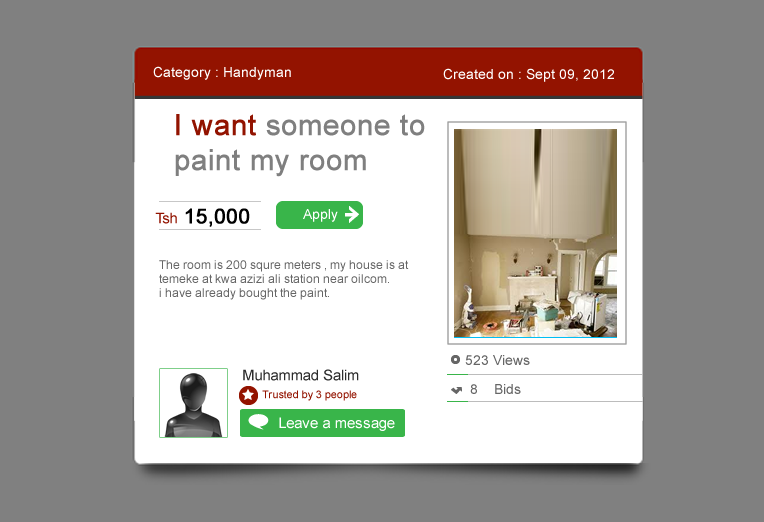 Category : Handyman
Created on : Sept 09, 2012
I want someone to
paint my room
Tsh 15,000
Apply
The room is 200 squre meters , my house is at
temeke at kwa azizi ali station near oilcom.
i have already bought the paint.
523 Views
8 Bids
Muhammad Salim
Trusted by 3 people
Leave a message